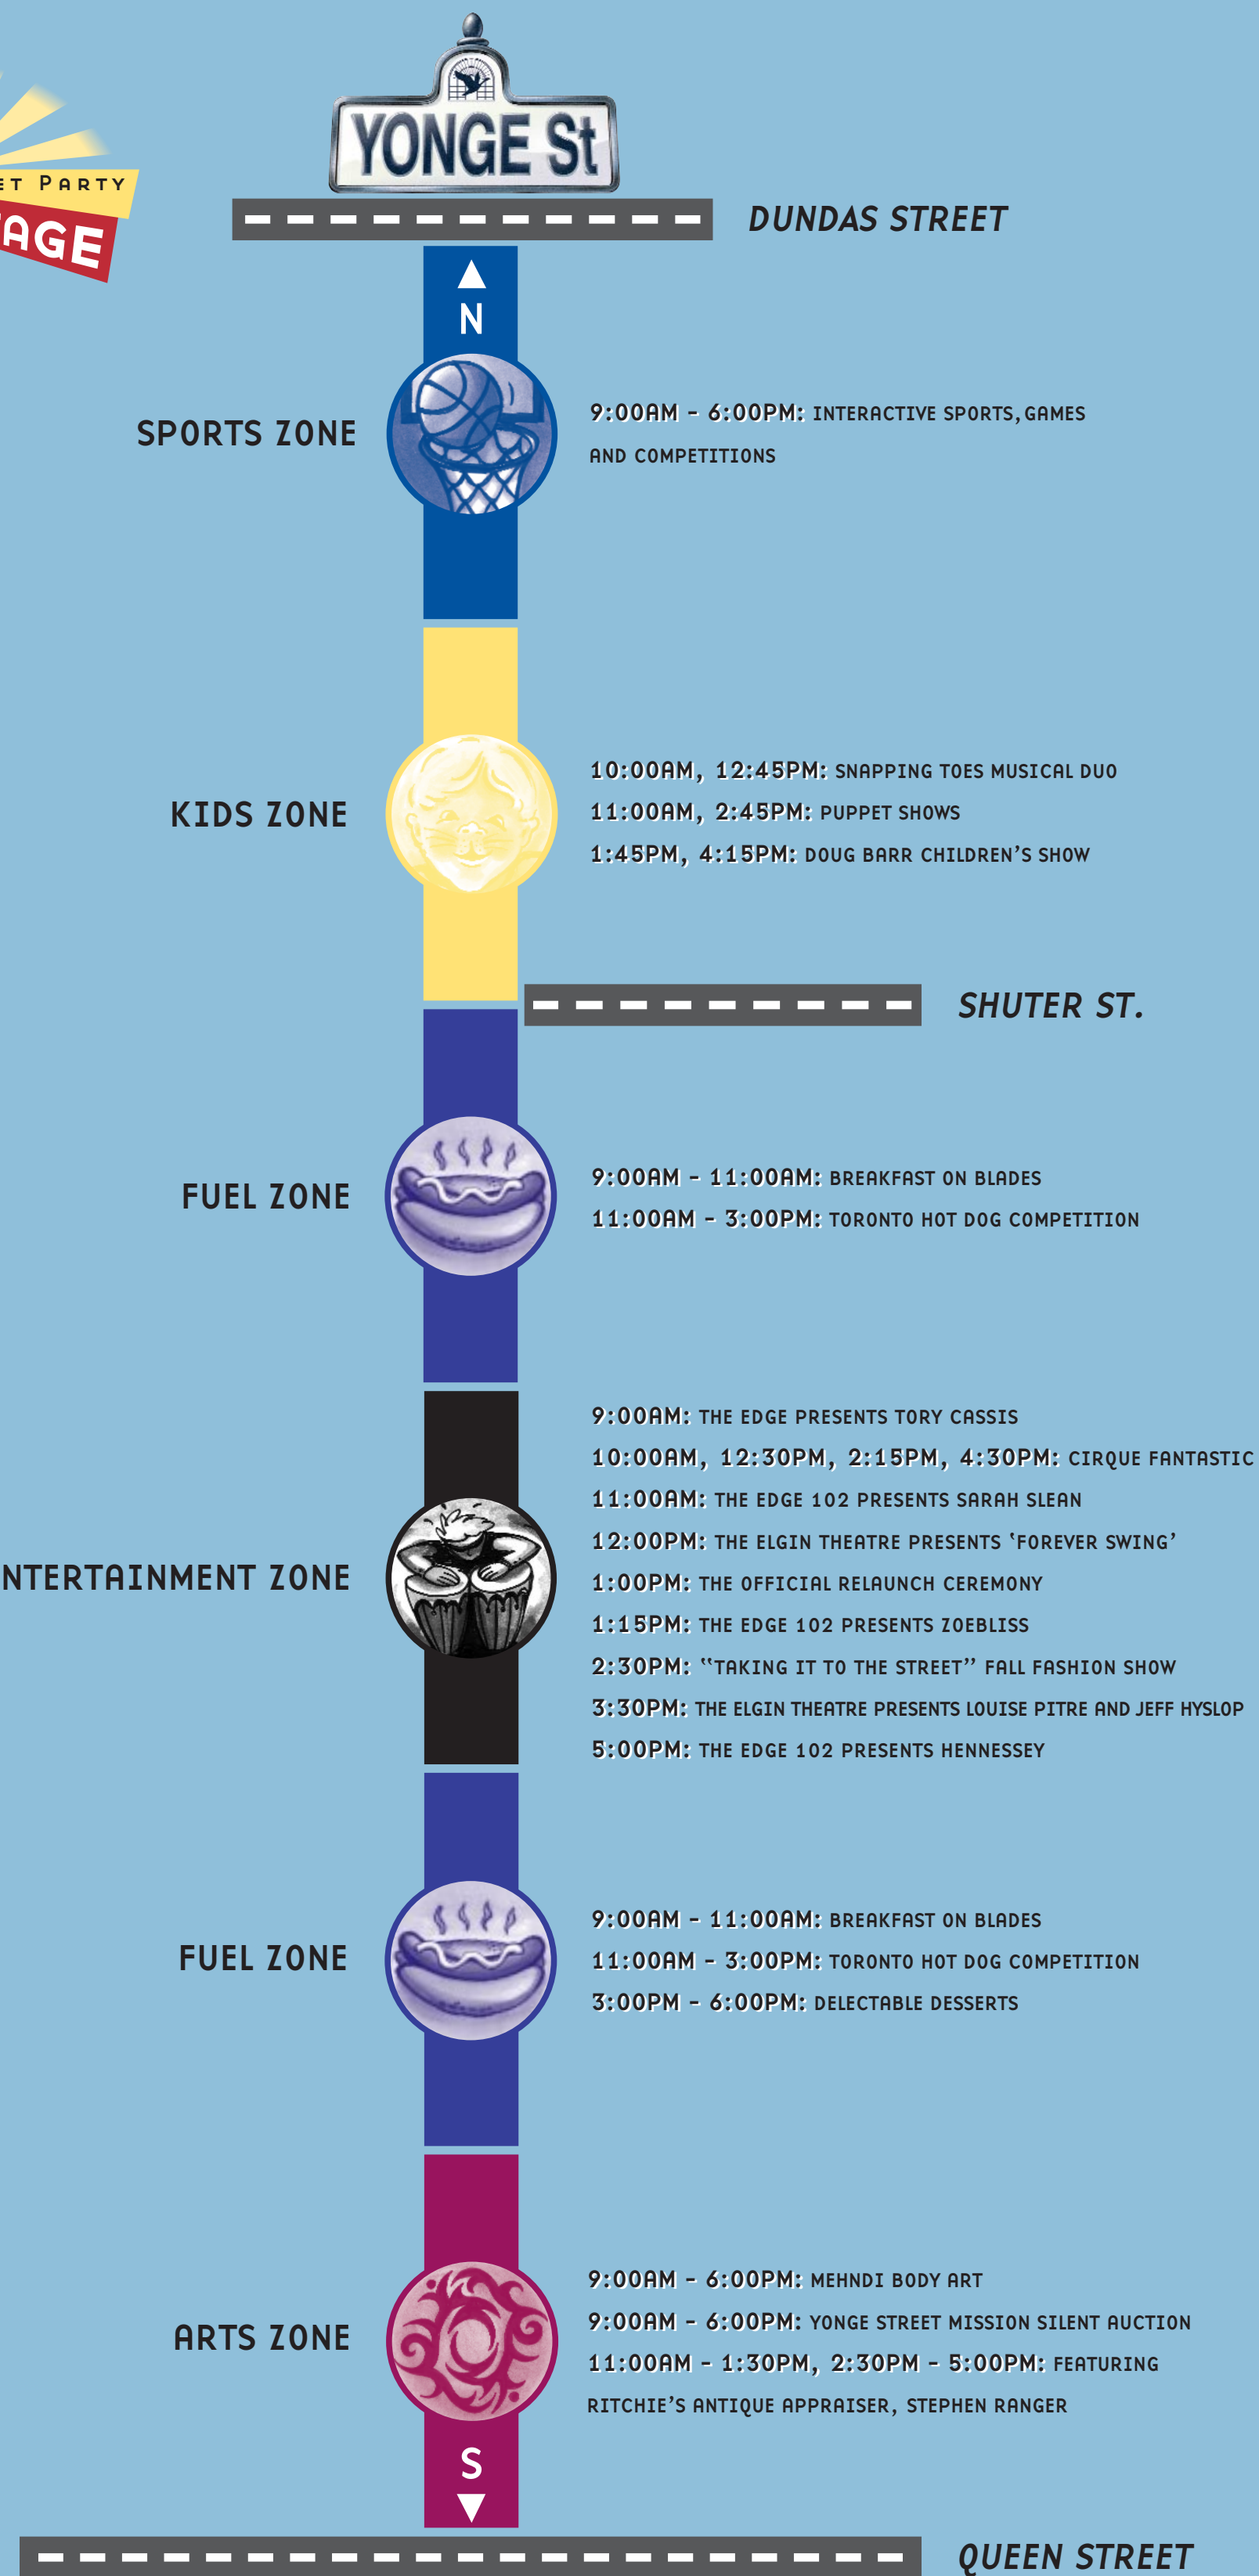 YONGE St
PARTY
DUNDAS STREET
N
SPORTS ZONE
9:00AM - 6:00PM: INTERACTIVE SPORTS, GAMES
AND COMPETITIONS
KIDS ZONE
10:00AM, 12:45PM: SNAPPING TOES MUSICAL DUO
11:00AM, 2:45PM: PUPPET SHOWS
1:45PM, 4:15PM: DOUG BARR CHILDREN'S SHOW
SHUTER ST.
FUEL ZONE
9:00AM - 11:00AM: BREAKFAST ON BLADES
11:00AM - 3:00PM: TORONTO HOT DOG COMPETITION
9:00AM: THE EDGE PRESENTS TORY CASSIS
10:00AM, 12:30PM, 2:15PM, 4:30PM: CIRQUE FANTASTIC
11:00AM: THE EDGE 102 PRESENTS SARAH SLEAN
12:00PM: THE ELGIN THEATRE PRESENTS ‘FOREVER SWING’
NTERTAINMENT ZONE
1:00PM: THE OFFICIAL RELAUNCH CEREMONY
1:15PM: THE EDGE 102 PRESENTS ZOEBLISS
2:30PM: “TAKING IT TO THE STREET” FALL FASHION SHOW
3:30PM: THE ELGIN THEATRE PRESENTS LOUISE PITRE AND JEFF HYSLOP
5:00PM: THE EDGE 102 PRESENTS HENNESSEY
FUEL ZONE
9:00AM - 11:00AM: BREAKFAST ON BLADES
11:00AM - 3:00PM: TORONTO HOT DOG COMPETITION
3:00PM - 6:00PM: DELECTABLE DESSERTS
ARTS ZONE
9:00AM - 6:00PM: MEHNDI BODY ART
9:00AM - 6:00PM: YONGE STREET MISSION SILENT AUCTION
11:00AM - 1:30PM, 2:30PM - 5:00PM: FEATURING
RITCHIE'S ANTIQUE APPRAISER, STEPHEN RANGER
S
QUEEN STREET